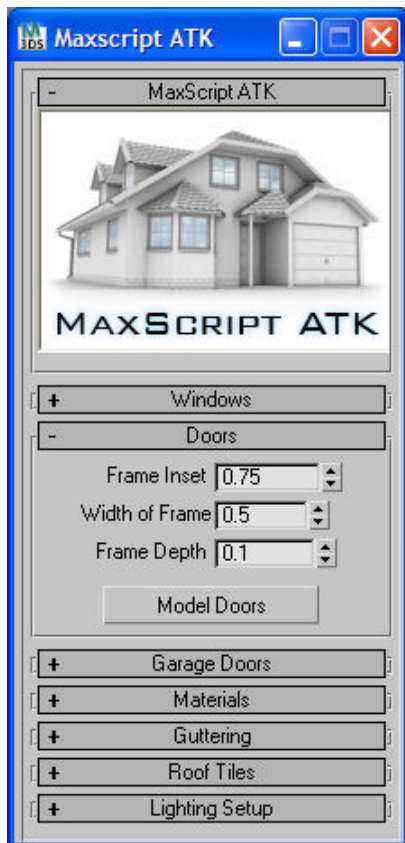 3DS Maxscript ATK
- MaxScript ATK
MAXSCRIPT ATK
+ Windows
- Doors
Frame Inset 0.75
Width of Frame 0.5
Frame Depth 0.1
Model Doors
+ Garage Doors
+ Materials
+ Guttering
+ Roof Tiles
+ Lighting Setup